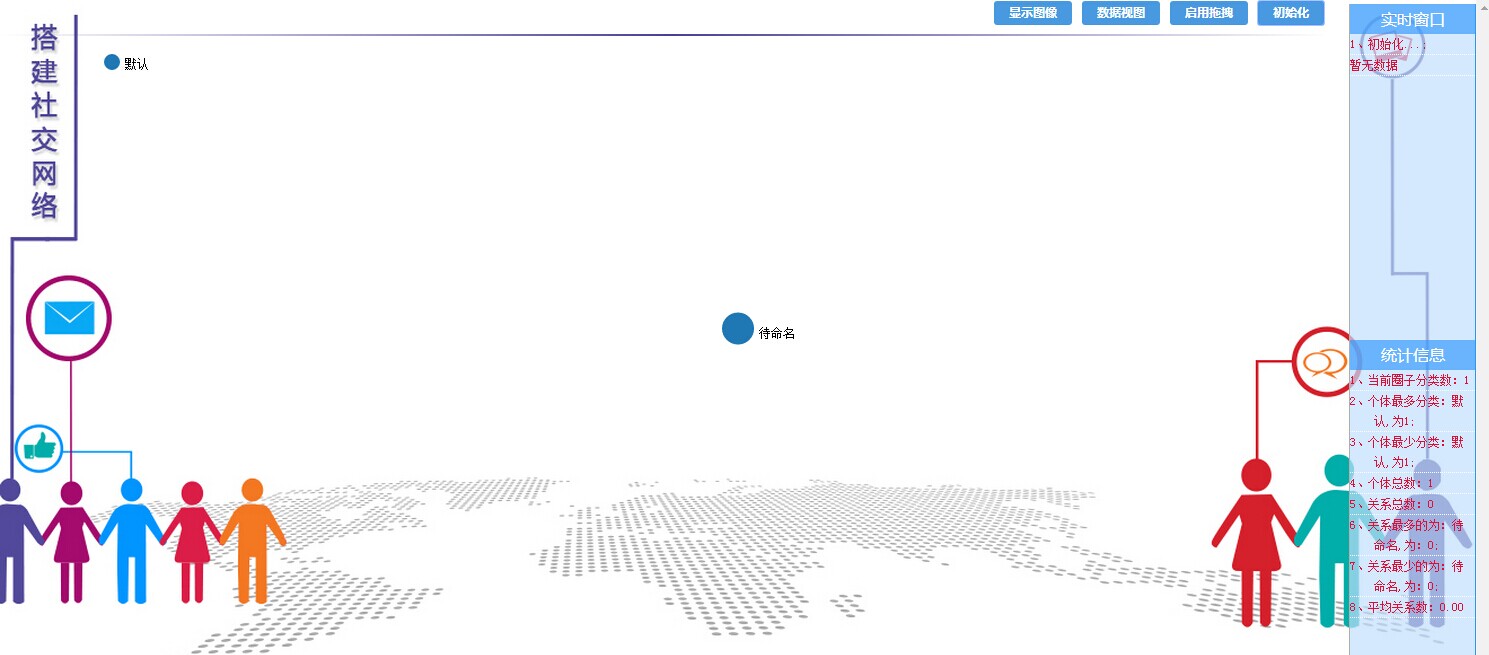 搭建社交网络
显示图像 数据视图 启用拖拽 初始化
默认
待命名
实时窗口
1、初始化...;
暂无数据
统计信息
1、当前圈子分类数：1
2、个体最多分类：默
认,为1;
3、个体最少分类：默
认,为1;
4、个体总数：1
5、关系总数：0
6、关系最多的为：待
命名,为：0;
7、关系最少的为：待
命名,为：0;
8、平均关系数：0.00